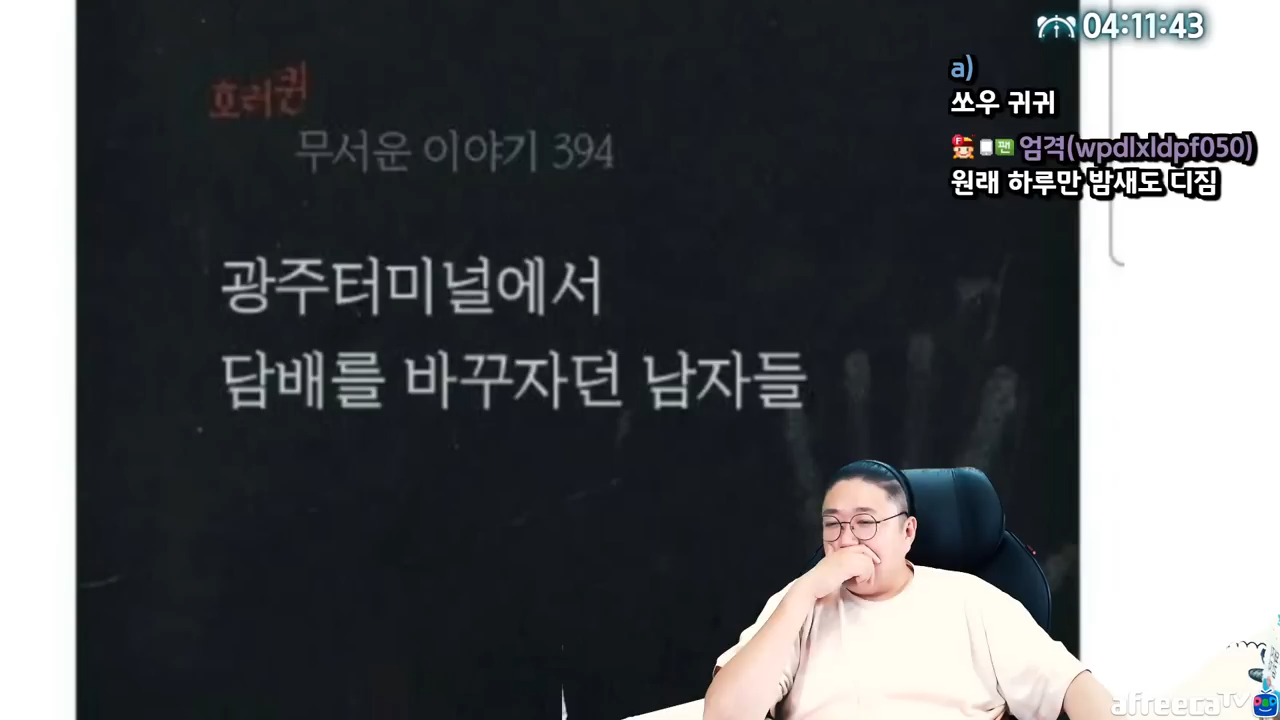 04:11:43
a)
쏘우 귀귀
F 팬 엄격(wpdlxldpf050)
원래 하루만 밤새도 디짐
호러퀸
무서운 이야기 394
광주터미널에서
담배를 바꾸자던 남자들
afreecaTV